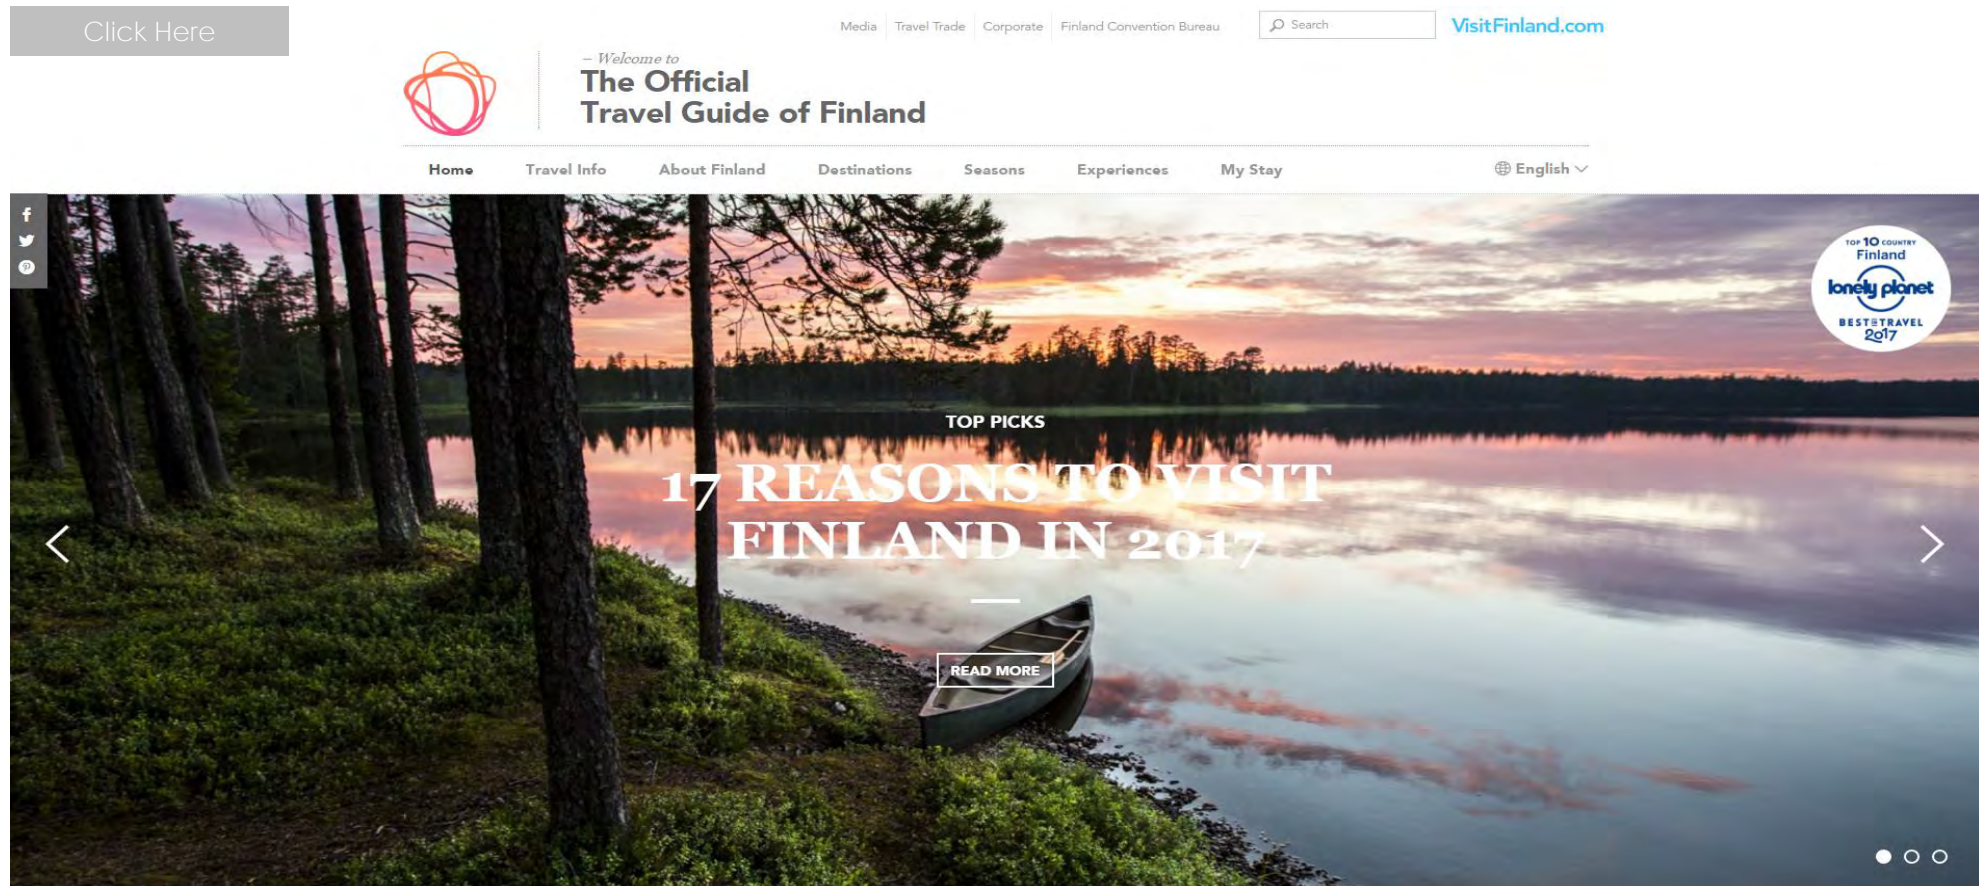 Click Here
Media
Travel Trade
Corporate
Finland Convention Bureau
Search
VisitFinland.com
– Welcome to
The Official
Travel Guide of Finland
Home
Travel Info
About Finland
Destinations
Seasons
Experiences
My Stay
English
TOP 10 COUNTRY
Finland
lonely planet
BEST IN TRAVEL
2017
TOP PICKS
17 REASONS TO VISIT
FINLAND IN 2017
READ MORE